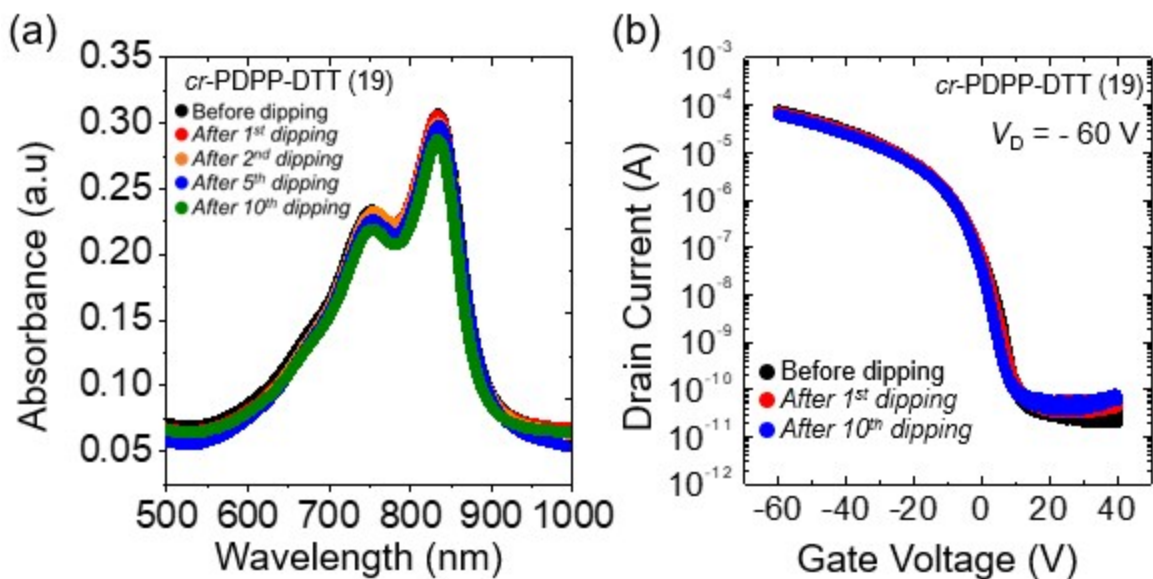 (a)
0.35
0.30
0.25
0.20
0.15
0.10
0.05
Absorbance (a.u)
cr-PDPP-DTT (19)
Before dipping
After 1st dipping
After 2nd dipping
After 5th dipping
After 10th dipping
500 600 700 800 900 1000
Wavelength (nm)
(b)
10⁻³
10⁻⁴
10⁻⁵
10⁻⁶
10⁻⁷
10⁻⁸
10⁻⁹
10⁻¹⁰
10⁻¹¹
10⁻¹²
Drain Current (A)
cr-PDPP-DTT (19)
V_D = - 60 V
Before dipping
After 1st dipping
After 10th dipping
-60 -40 -20 0 20 40
Gate Voltage (V)